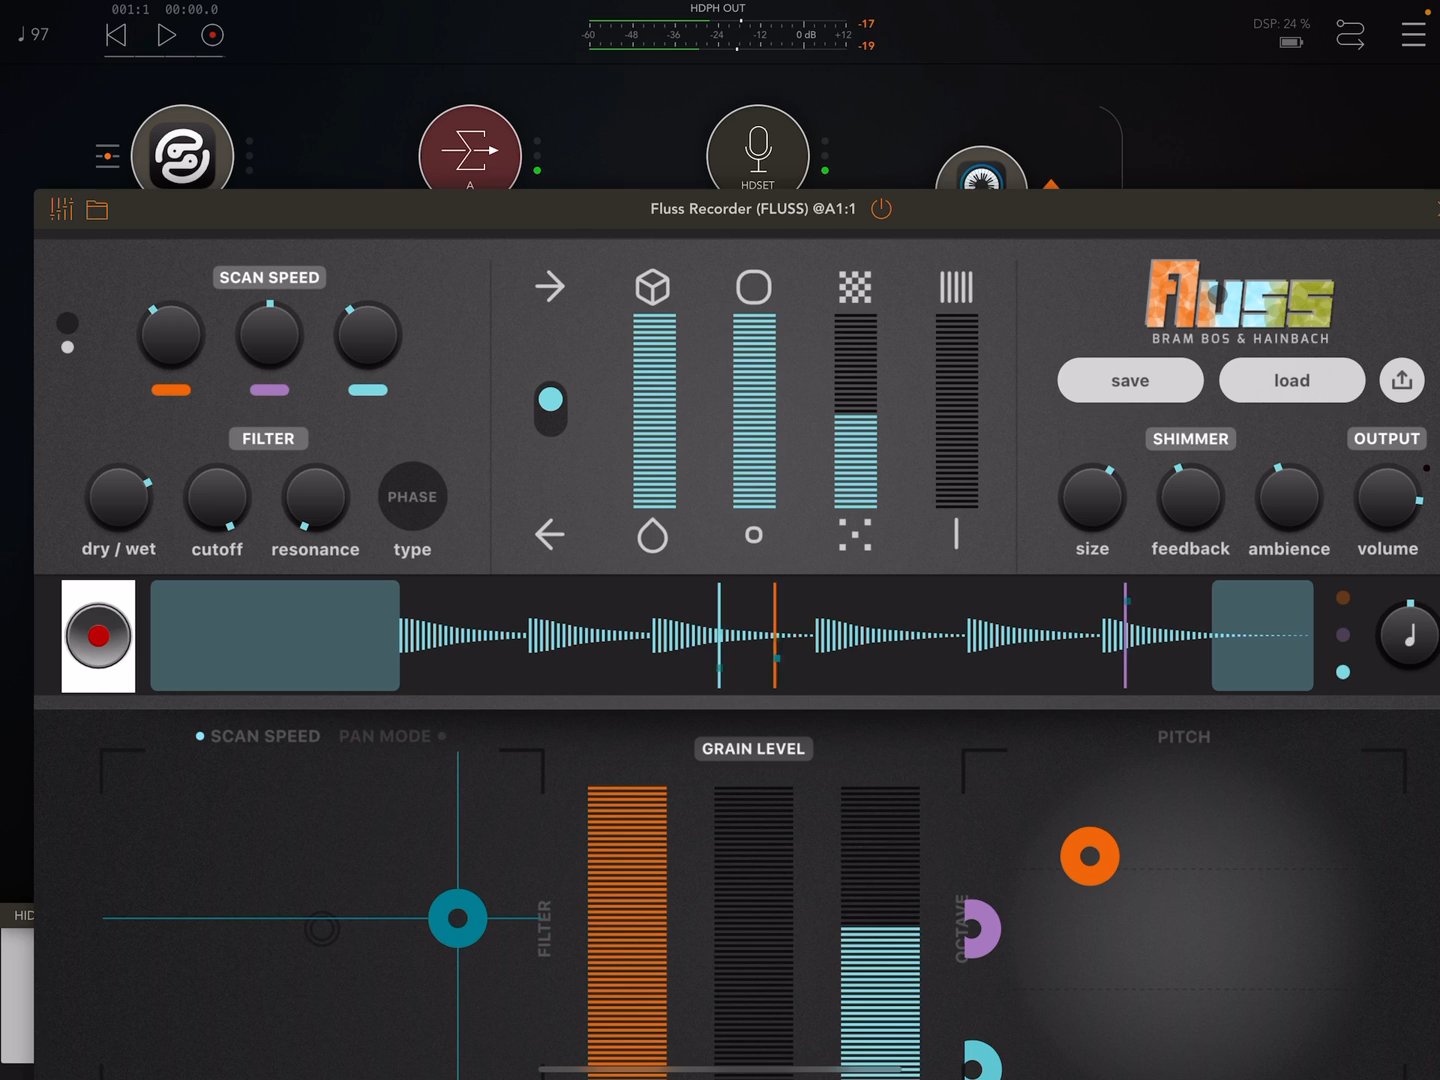 ♩ 97
001:1 00:00.0
HDPH OUT
-60 -48 -36 -24 -12 0 dB +12
-17
-19
DSP: 24 %
A
HDSET
Fluss Recorder (FLUSS) @A1:1
SCAN SPEED
Fluss
BRAM BOS & HAINBACH
save
load
FILTER
SHIMMER
OUTPUT
PHASE
dry / wet
cutoff
resonance
type
size
feedback
ambience
volume
SCAN SPEED
PAN MODE
GRAIN LEVEL
PITCH
FILTER
OCTAVE
HID